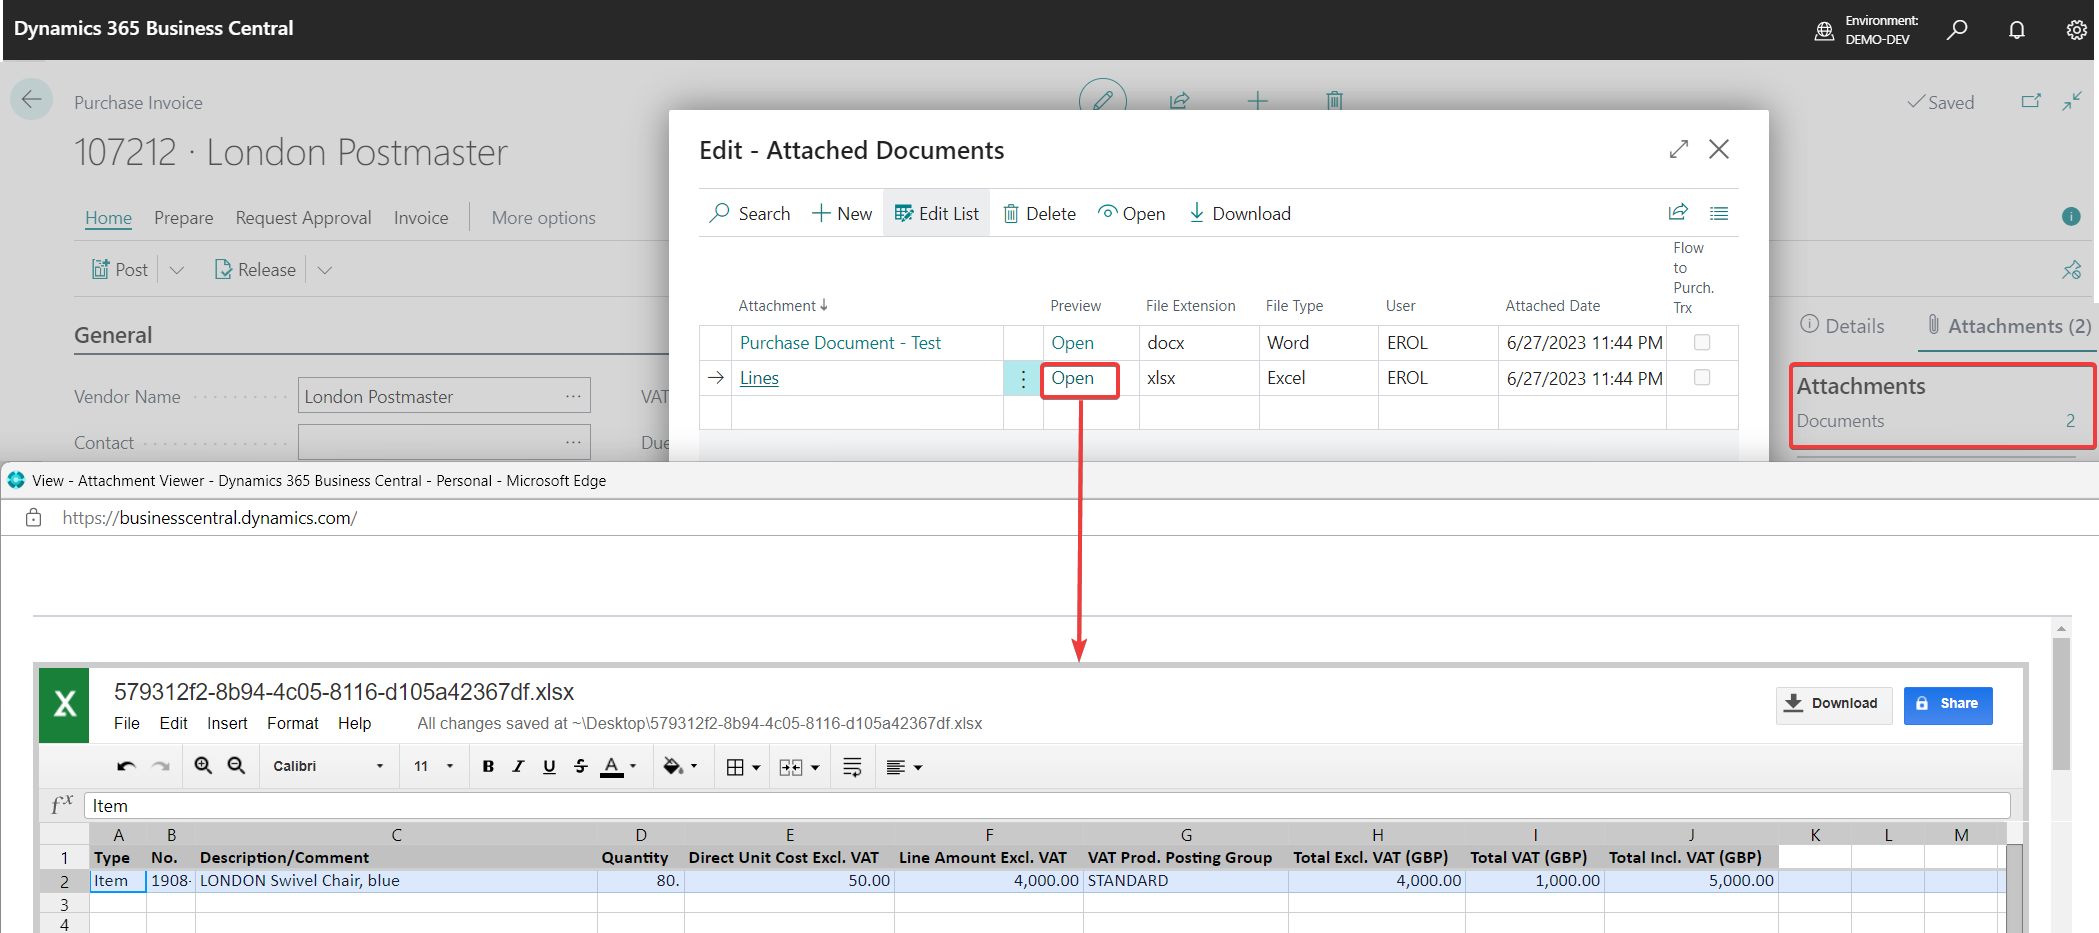 Dynamics 365 Business Central
Environment:
DEMO-DEV
Purchase Invoice
Saved
107212 · London Postmaster
Edit - Attached Documents
Home Prepare Request Approval Invoice More options
Search New Edit List Delete Open Download
Post Release
Flow
to
Purch.
Trx
Attachment Preview File Extension File Type User Attached Date
General
Purchase Document - Test Open docx Word EROL 6/27/2023 11:44 PM
Lines Open xlsx Excel EROL 6/27/2023 11:44 PM
Details Attachments (2)
Attachments
Documents 2
Vendor Name London Postmaster ··· VAT
Contact ··· Due
View - Attachment Viewer - Dynamics 365 Business Central - Personal - Microsoft Edge
https://businesscentral.dynamics.com/
X
579312f2-8b94-4c05-8116-d105a42367df.xlsx
File Edit Insert Format Help All changes saved at ~\Desktop\579312f2-8b94-4c05-8116-d105a42367df.xlsx
Download Share
Calibri 11 B I U S A
fx Item
A B C D E F G H I J K L M
1 Type No. Description/Comment Quantity Direct Unit Cost Excl. VAT Line Amount Excl. VAT VAT Prod. Posting Group Total Excl. VAT (GBP) Total VAT (GBP) Total Incl. VAT (GBP)
2 Item 1908- LONDON Swivel Chair, blue 80. 50.00 4,000.00 STANDARD 4,000.00 1,000.00 5,000.00
3
4